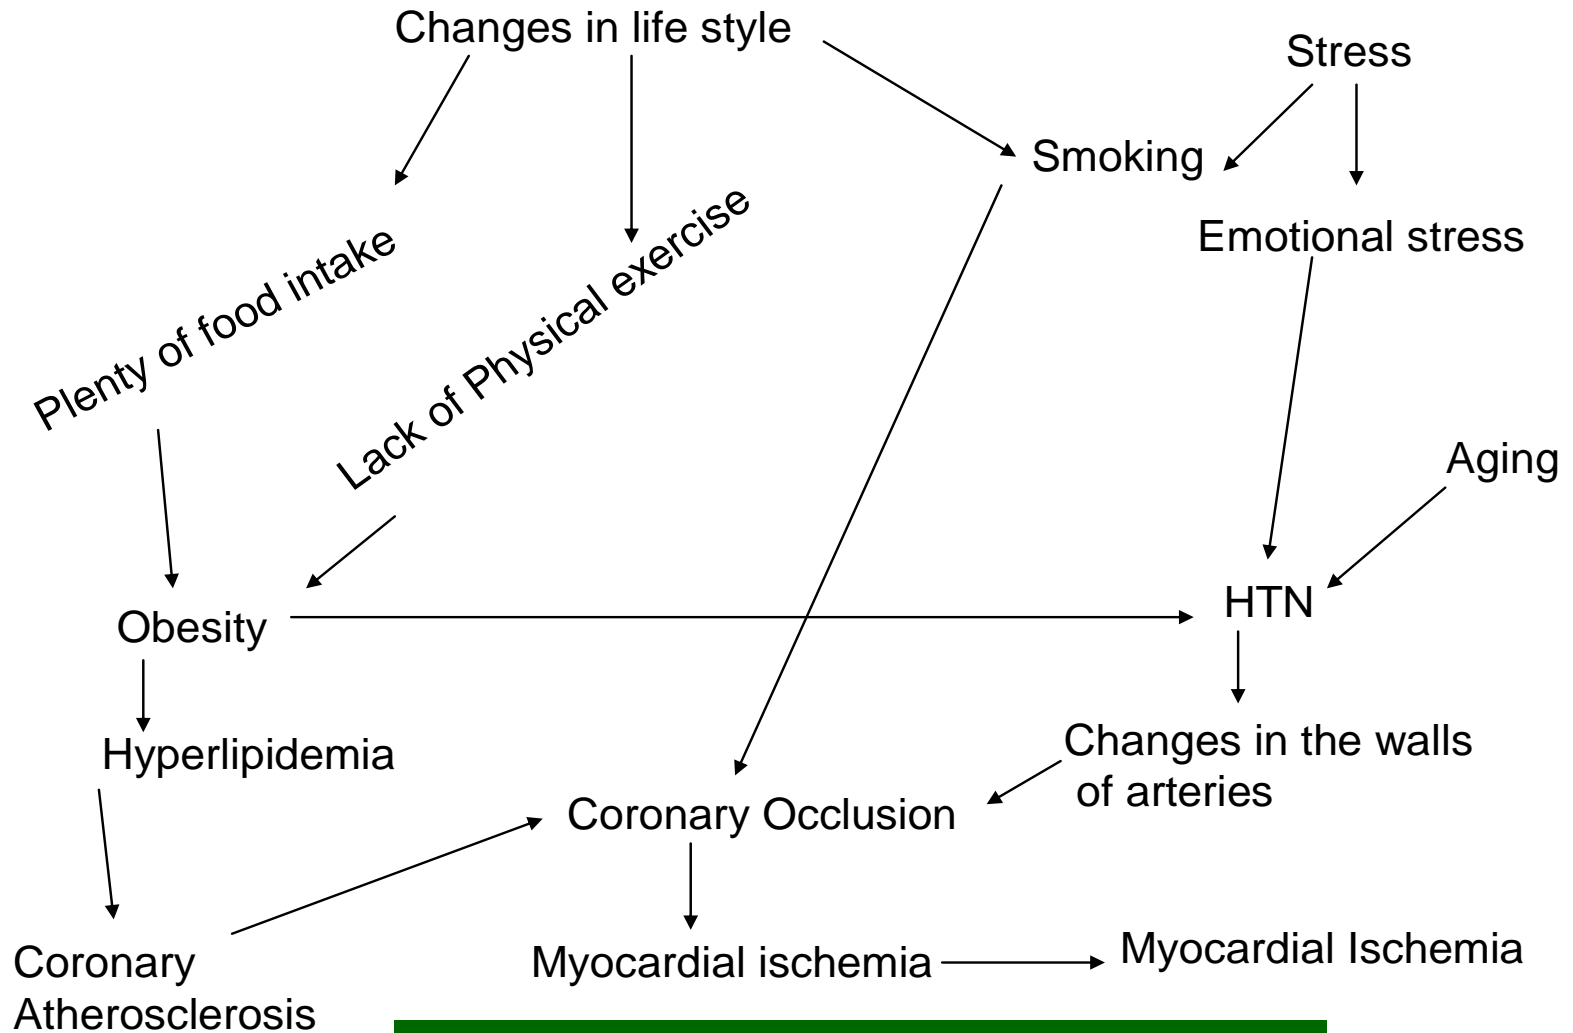 Changes in life style
Stress
Smoking
Emotional stress
Plenty of food intake
Lack of Physical exercise
Aging
Obesity
HTN
Hyperlipidemia
Changes in the walls
of arteries
Coronary Occlusion
Coronary
Atherosclerosis
Myocardial ischemia
Myocardial Ischemia